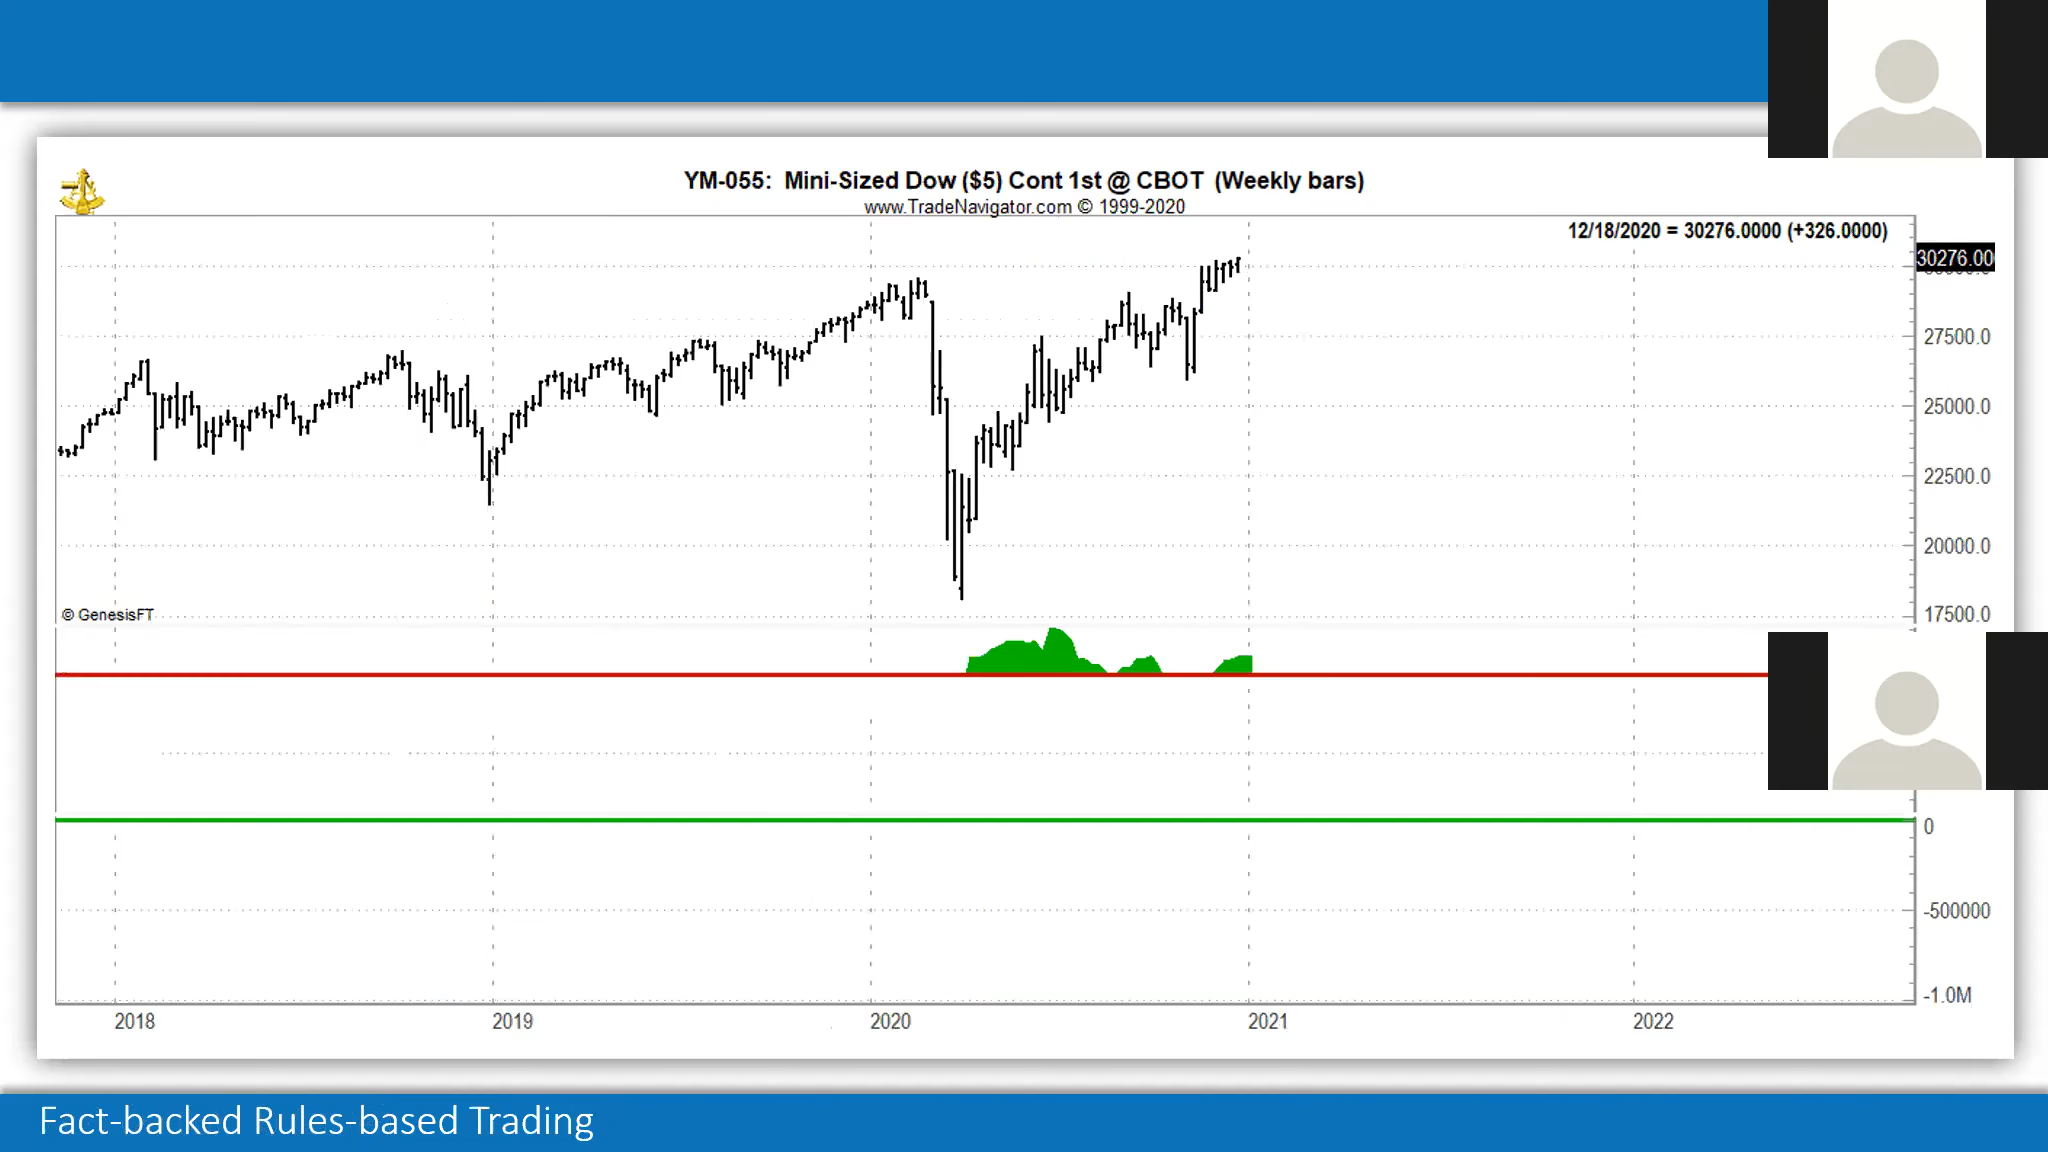 YM-055: Mini-Sized Dow ($5) Cont 1st @ CBOT (Weekly bars)
www.TradeNavigator.com © 1999-2020
12/18/2020 = 30276.0000 (+326.0000)
30276.00
27500.0
25000.0
22500.0
20000.0
17500.0
© GenesisFT
0
-500000
-1.0M
2018 2019 2020 2021 2022
Fact-backed Rules-based Trading